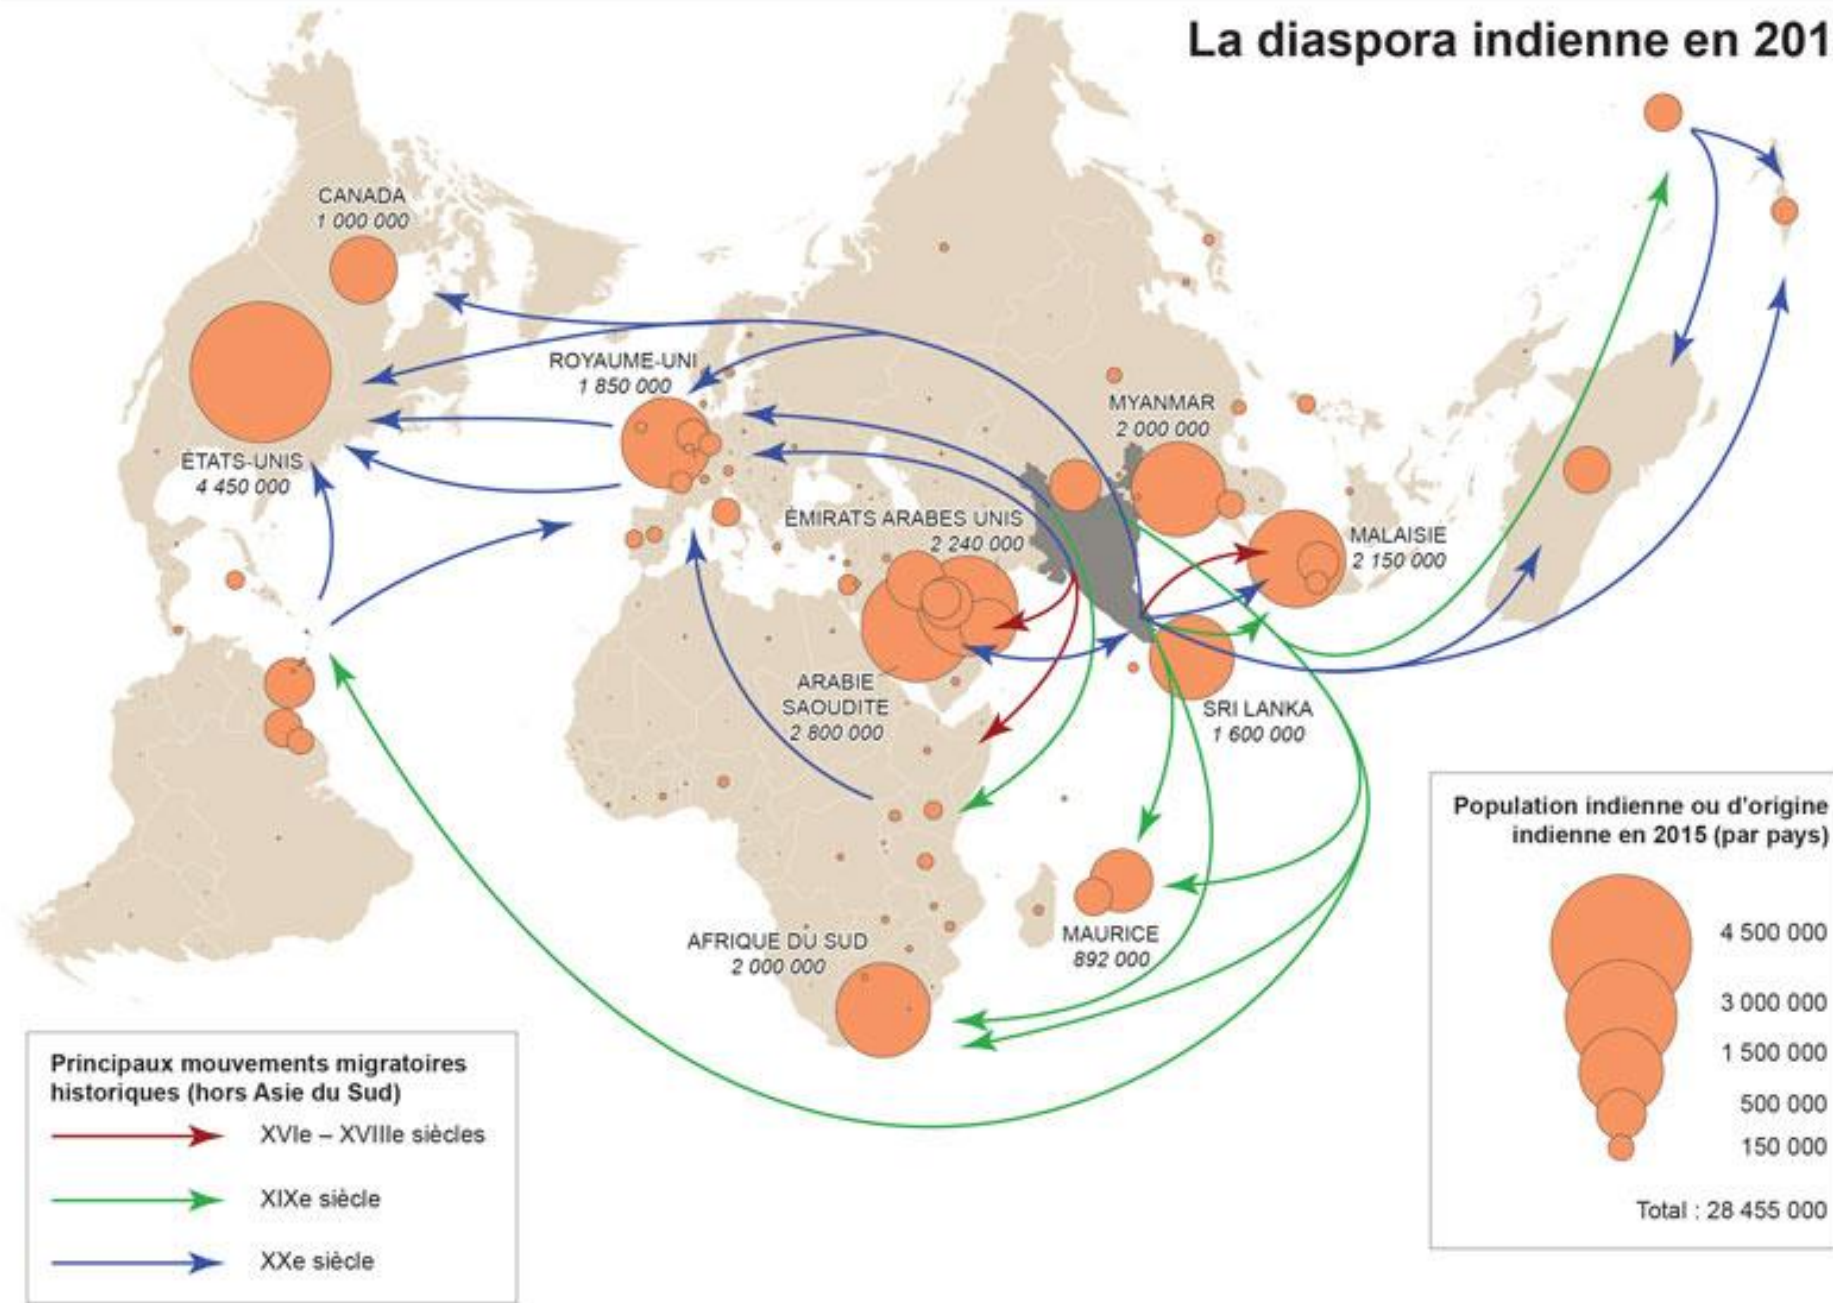 La diaspora indienne en 201
CANADA
1 000 000
ROYAUME-UNI
1 850 000
MYANMAR
2 000 000
ÉTATS-UNIS
4 450 000
ÉMIRATS ARABES UNIS
2 240 000
MALAISIE
2 150 000
ARABIE
SAOUDITE
2 800 000
SRI LANKA
1 600 000
AFRIQUE DU SUD
2 000 000
MAURICE
892 000
Population indienne ou d'origine
indienne en 2015 (par pays)
4 500 000
3 000 000
1 500 000
500 000
150 000
Total : 28 455 000
Principaux mouvements migratoires
historiques (hors Asie du Sud)
XVIe – XVIIIe siècles
XIXe siècle
XXe siècle